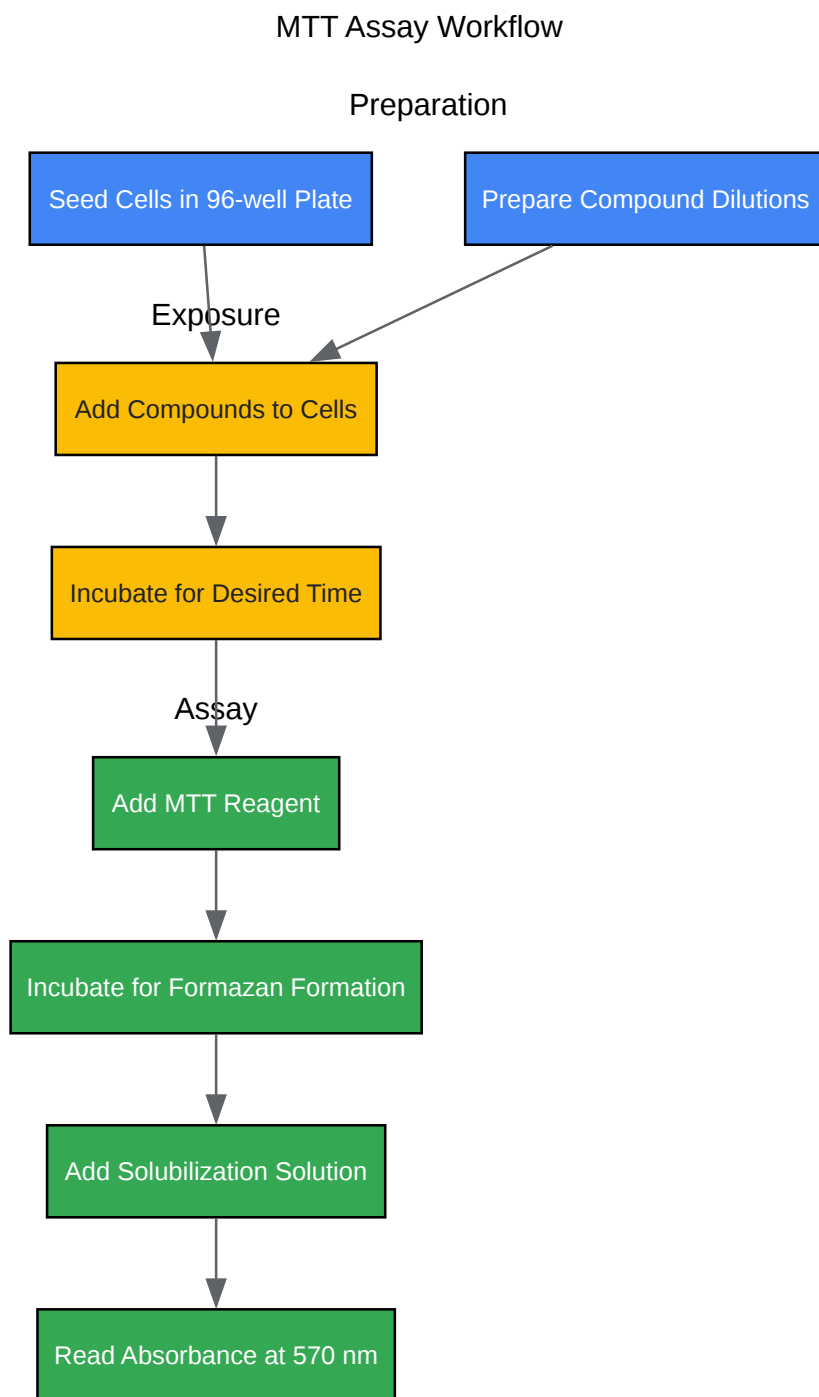 MTT Assay Workflow
Preparation
Seed Cells in 96-well Plate
Prepare Compound Dilutions
Exposure
Add Compounds to Cells
Incubate for Desired Time
Assay
Add MTT Reagent
Incubate for Formazan Formation
Add Solubilization Solution
Read Absorbance at 570 nm